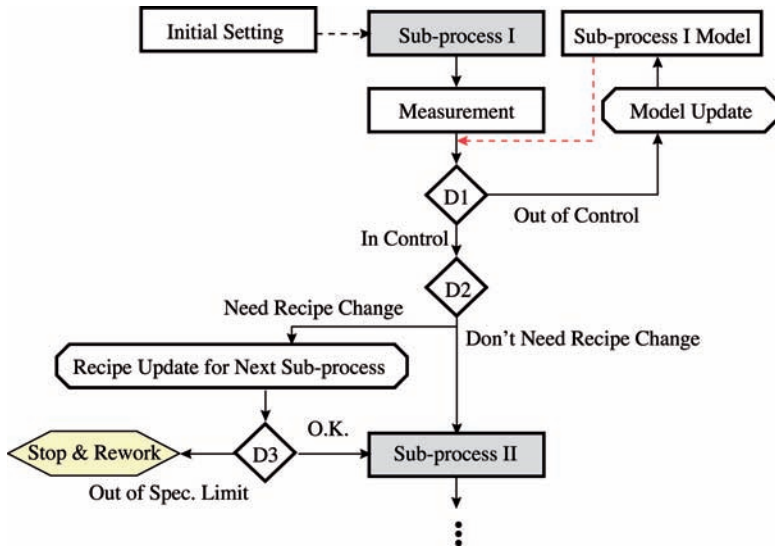 Initial Setting
Sub-process I
Sub-process I Model
Measurement
Model Update
D1
Out of Control
In Control
D2
Need Recipe Change
Don't Need Recipe Change
Recipe Update for Next Sub-process
O.K.
Stop & Rework
D3
Sub-process II
Out of Spec. Limit